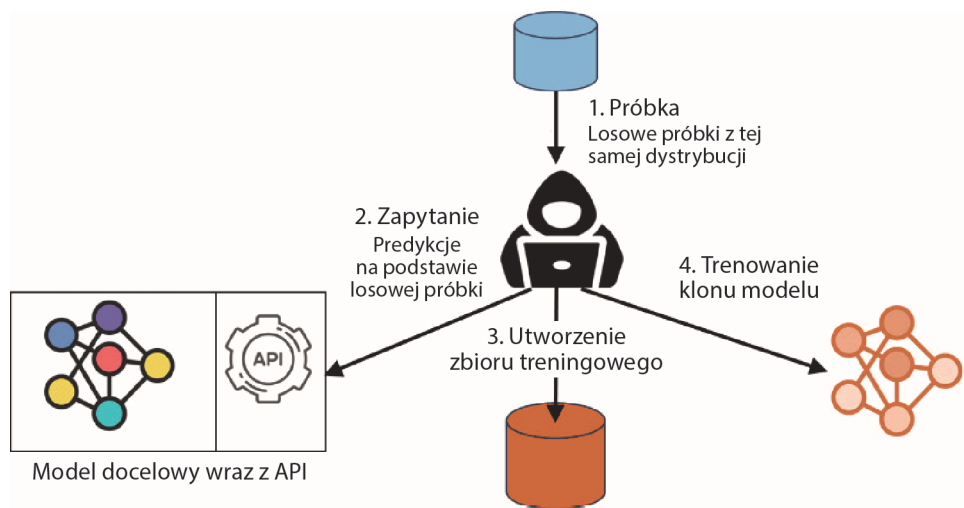 1. Próbka
Losowe próbki z tej
samej dystrybucji
2. Zapytanie
Predykcje
na podstawie
losowej próbki
4. Trenowanie
klonu modelu
3. Utworzenie
zbioru treningowego
API
Model docelowy wraz z API